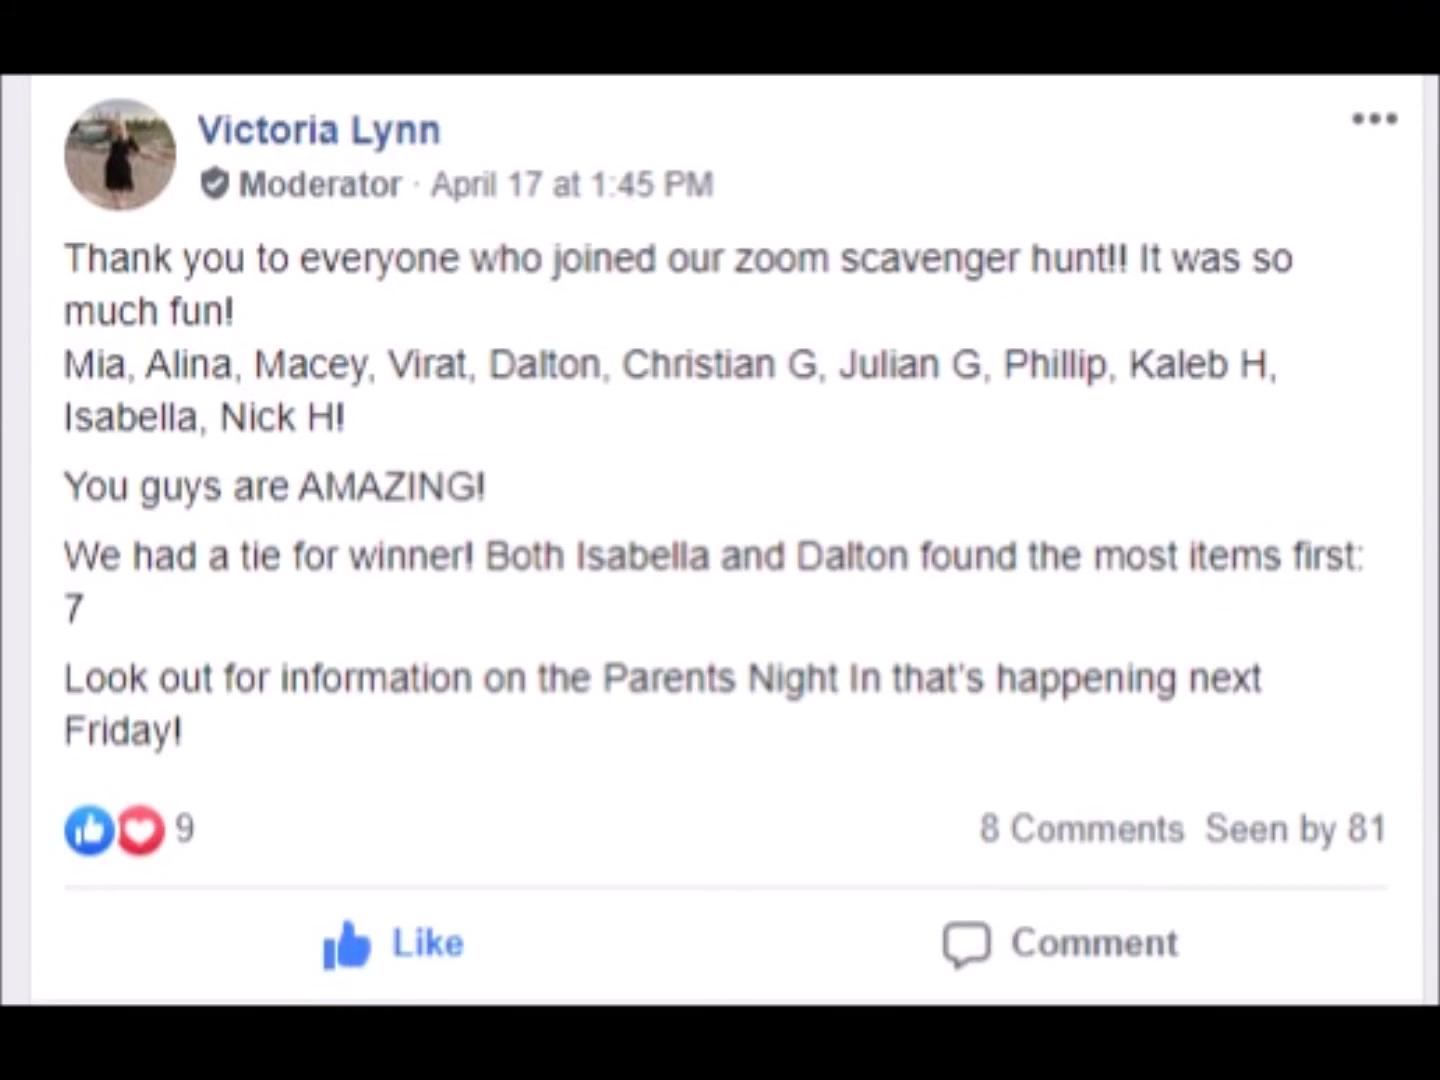 Victoria Lynn
Moderator · April 17 at 1:45 PM
Thank you to everyone who joined our zoom scavenger hunt!! It was so
much fun!
Mia, Alina, Macey, Virat, Dalton, Christian G, Julian G, Phillip, Kaleb H,
Isabella, Nick H!
You guys are AMAZING!
We had a tie for winner! Both Isabella and Dalton found the most items first:
7
Look out for information on the Parents Night In that's happening next
Friday!
9 8 Comments Seen by 81
Like Comment